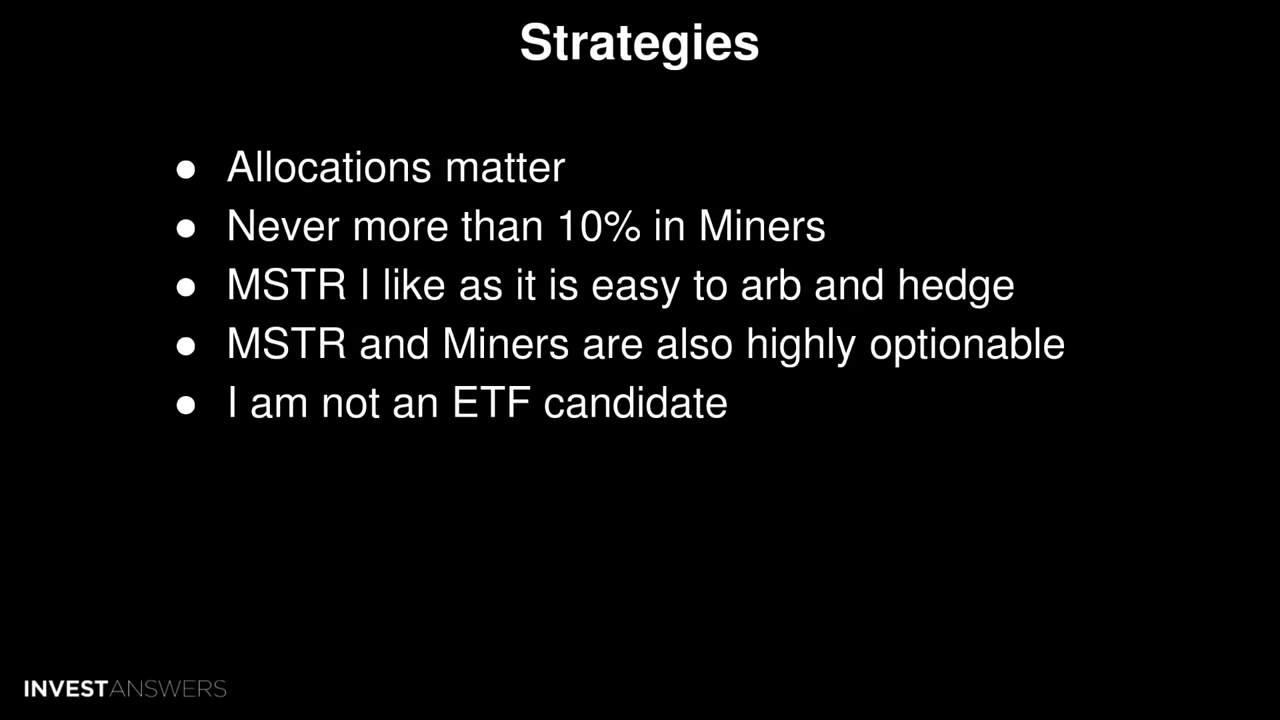 Strategies
● Allocations matter
● Never more than 10% in Miners
● MSTR I like as it is easy to arb and hedge
● MSTR and Miners are also highly optionable
● I am not an ETF candidate
INVESTANSWERS